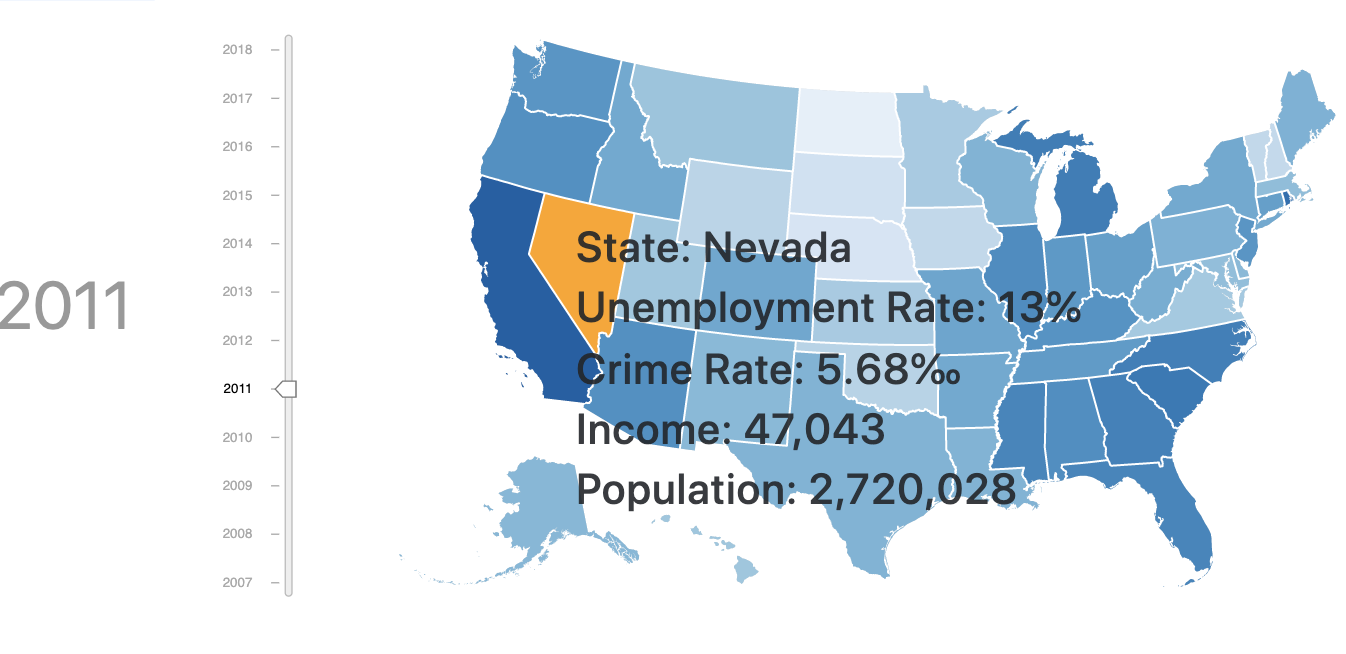 2018
2017
2016
2015
2014
2013
2012
2011
2010
2009
2008
2007
2011
State: Nevada
Unemployment Rate: 13%
Crime Rate: 5.68‰
Income: 47,043
Population: 2,720,028